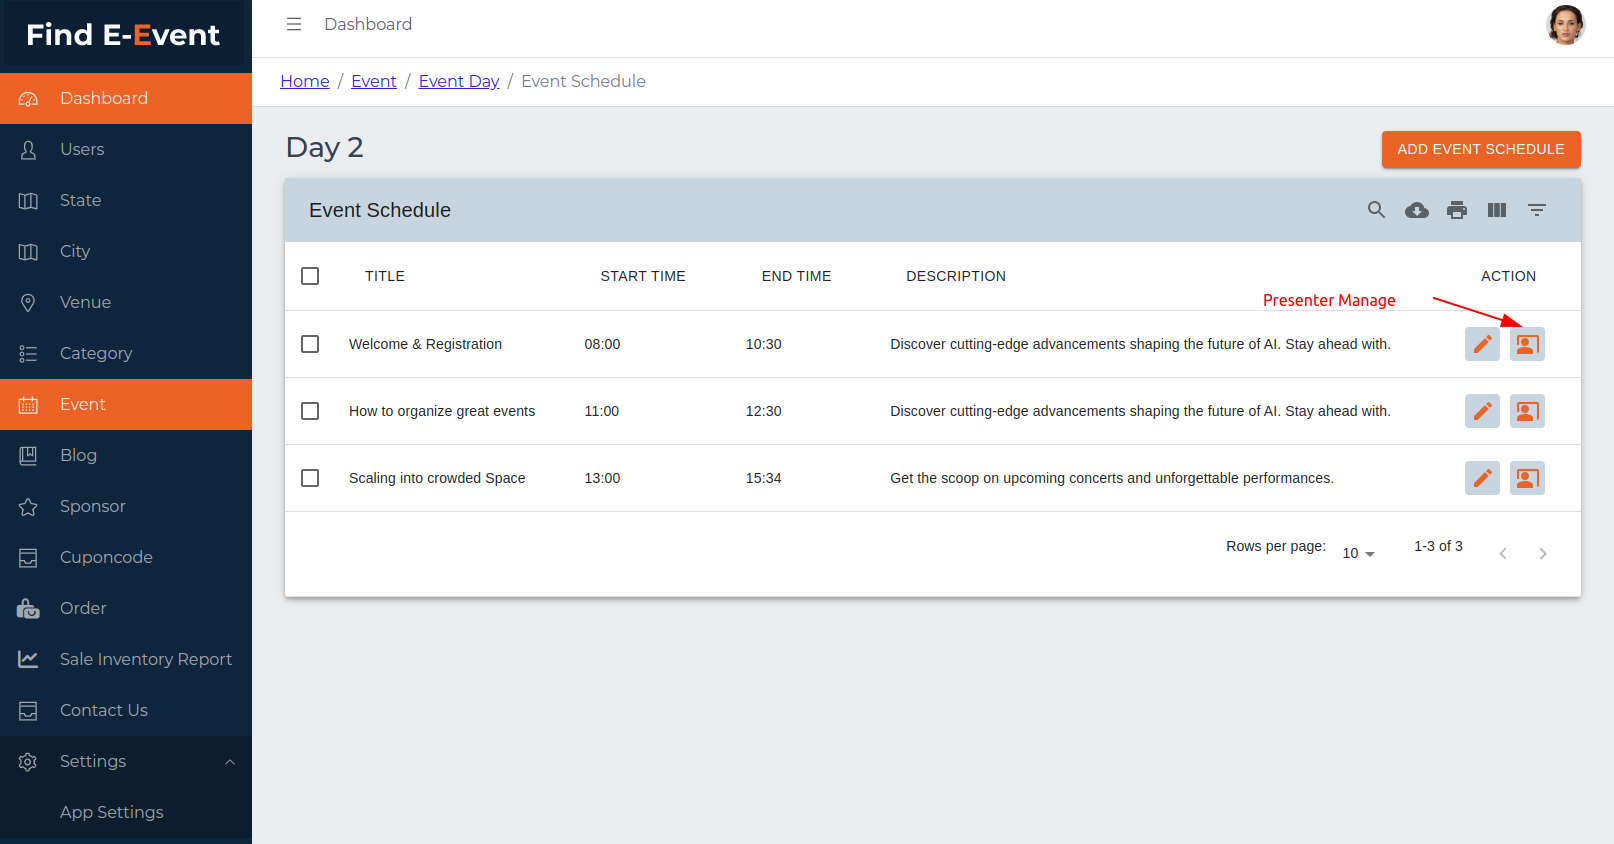 Find E-Event
Dashboard
Dashboard
Users
State
City
Venue
Category
Event
Blog
Sponsor
Cuponcode
Order
Sale Inventory Report
Contact Us
Settings
App Settings
Home / Event / Event Day / Event Schedule
Day 2
ADD EVENT SCHEDULE
Event Schedule
TITLE START TIME END TIME DESCRIPTION ACTION
Presenter Manage
Welcome & Registration 08:00 10:30 Discover cutting-edge advancements shaping the future of AI. Stay ahead with.
How to organize great events 11:00 12:30 Discover cutting-edge advancements shaping the future of AI. Stay ahead with.
Scaling into crowded Space 13:00 15:34 Get the scoop on upcoming concerts and unforgettable performances.
Rows per page: 10 1-3 of 3